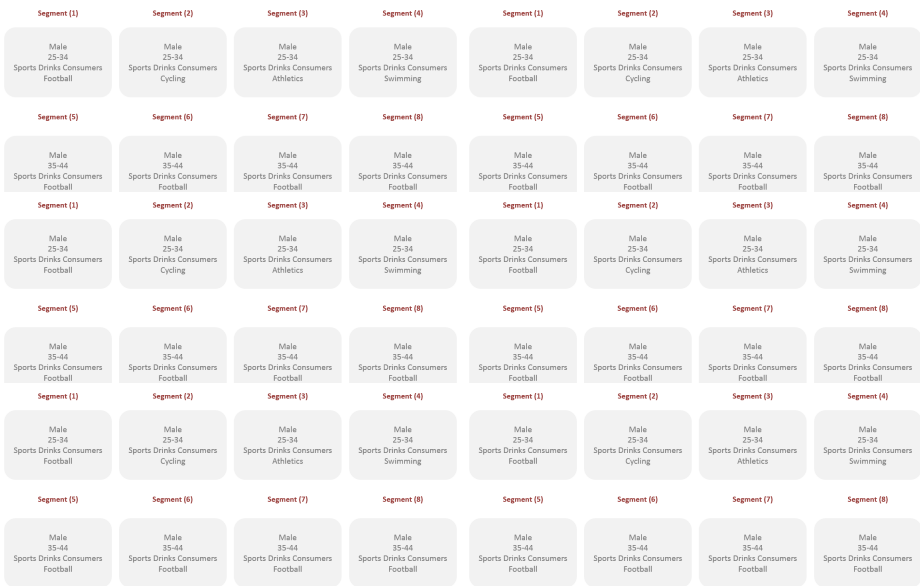 Segment (1) Segment (2) Segment (3) Segment (4) Segment (1) Segment (2) Segment (3) Segment (4)
Male Male Male Male Male Male Male Male
25-34 25-34 25-34 25-34 25-34 25-34 25-34 25-34
Sports Drinks Consumers Sports Drinks Consumers Sports Drinks Consumers Sports Drinks Consumers Sports Drinks Consumers Sports Drinks Consumers Sports Drinks Consumers Sports Drinks Consumers
Football Cycling Athletics Swimming Football Cycling Athletics Swimming
Segment (5) Segment (6) Segment (7) Segment (8) Segment (5) Segment (6) Segment (7) Segment (8)
Male Male Male Male Male Male Male Male
35-44 35-44 35-44 35-44 35-44 35-44 35-44 35-44
Sports Drinks Consumers Sports Drinks Consumers Sports Drinks Consumers Sports Drinks Consumers Sports Drinks Consumers Sports Drinks Consumers Sports Drinks Consumers Sports Drinks Consumers
Football Football Football Football Football Football Football Football
Segment (1) Segment (2) Segment (3) Segment (4) Segment (1) Segment (2) Segment (3) Segment (4)
Male Male Male Male Male Male Male Male
25-34 25-34 25-34 25-34 25-34 25-34 25-34 25-34
Sports Drinks Consumers Sports Drinks Consumers Sports Drinks Consumers Sports Drinks Consumers Sports Drinks Consumers Sports Drinks Consumers Sports Drinks Consumers Sports Drinks Consumers
Football Cycling Athletics Swimming Football Cycling Athletics Swimming
Segment (5) Segment (6) Segment (7) Segment (8) Segment (5) Segment (6) Segment (7) Segment (8)
Male Male Male Male Male Male Male Male
35-44 35-44 35-44 35-44 35-44 35-44 35-44 35-44
Sports Drinks Consumers Sports Drinks Consumers Sports Drinks Consumers Sports Drinks Consumers Sports Drinks Consumers Sports Drinks Consumers Sports Drinks Consumers Sports Drinks Consumers
Football Football Football Football Football Football Football Football
Segment (1) Segment (2) Segment (3) Segment (4) Segment (1) Segment (2) Segment (3) Segment (4)
Male Male Male Male Male Male Male Male
25-34 25-34 25-34 25-34 25-34 25-34 25-34 25-34
Sports Drinks Consumers Sports Drinks Consumers Sports Drinks Consumers Sports Drinks Consumers Sports Drinks Consumers Sports Drinks Consumers Sports Drinks Consumers Sports Drinks Consumers
Football Cycling Athletics Swimming Football Cycling Athletics Swimming
Segment (5) Segment (6) Segment (7) Segment (8) Segment (5) Segment (6) Segment (7) Segment (8)
Male Male Male Male Male Male Male Male
35-44 35-44 35-44 35-44 35-44 35-44 35-44 35-44
Sports Drinks Consumers Sports Drinks Consumers Sports Drinks Consumers Sports Drinks Consumers Sports Drinks Consumers Sports Drinks Consumers Sports Drinks Consumers Sports Drinks Consumers
Football Football Football Football Football Football Football Football